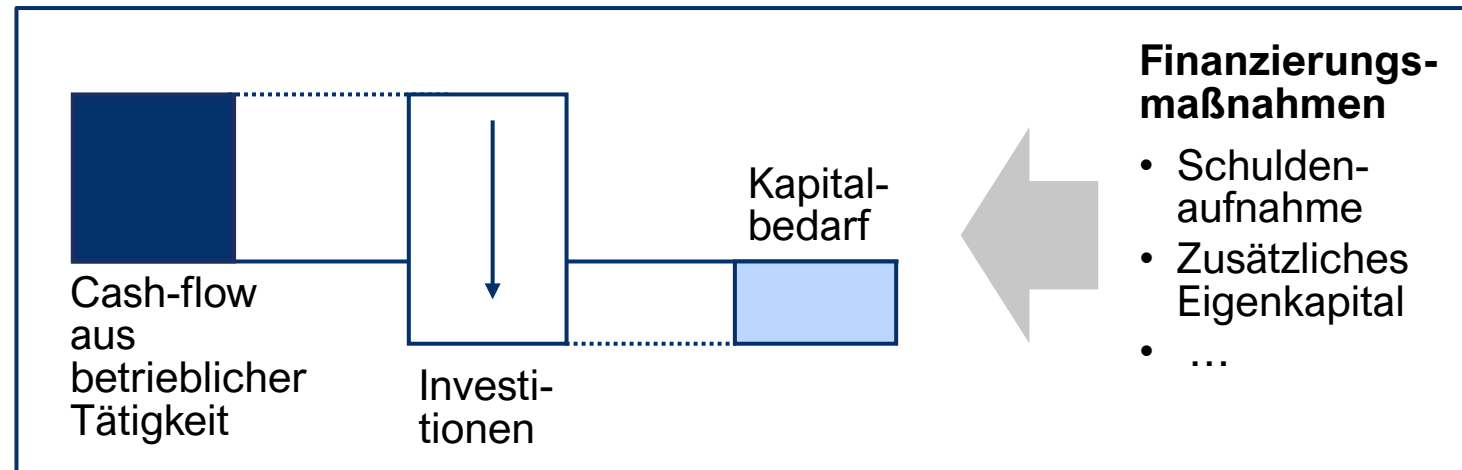 Cash-flow
aus
betrieblicher
Tätigkeit
Investi-
tionen
Kapital-
bedarf
Finanzierungs-
maßnahmen
• Schulden-
aufnahme
• Zusätzliches
Eigenkapital
• ...